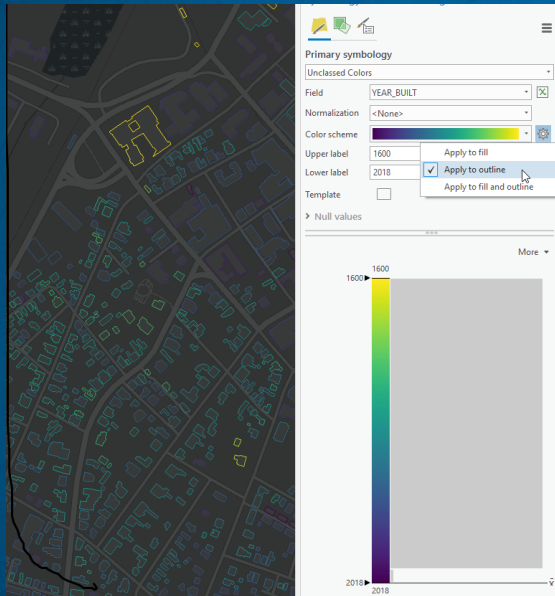 Primary symbology
Unclassed Colors
Field YEAR_BUILT
Normalization <None>
Color scheme
Upper label 1600
Apply to fill
Lower label 2018
Apply to outline
Template
Apply to fill and outline
Null values
More
1600
1600
2018
2018